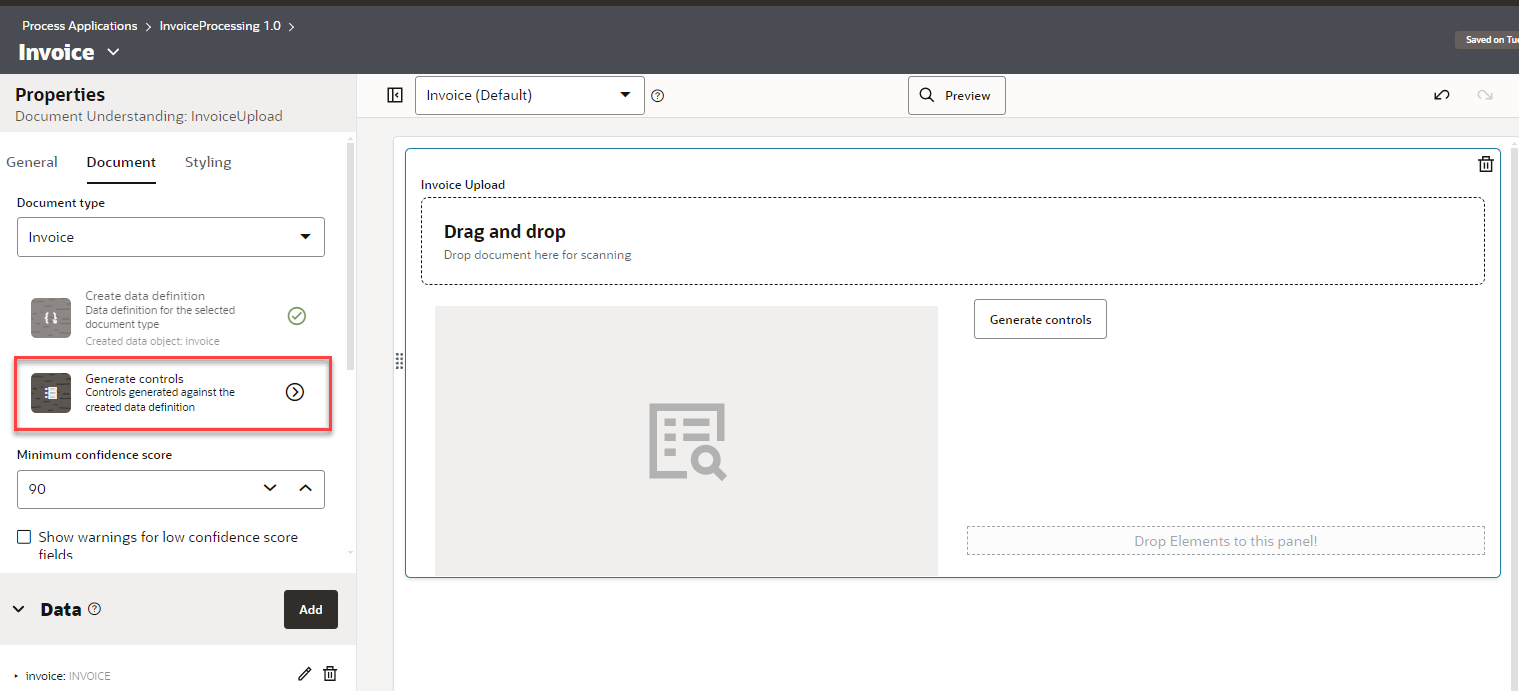 Process Applications > InvoiceProcessing 1.0 >
Invoice
Saved on Tue
Properties
Document Understanding: InvoiceUpload
General Document Styling
Document type
Invoice
Create data definition
Data definition for the selected
document type
Created data object: invoice
Generate controls
Controls generated against the
created data definition
Minimum confidence score
90
Show warnings for low confidence score
fields
Data
Add
invoice: INVOICE
Invoice (Default)
Preview
Invoice Upload
Drag and drop
Drop document here for scanning
Generate controls
Drop Elements to this panel!